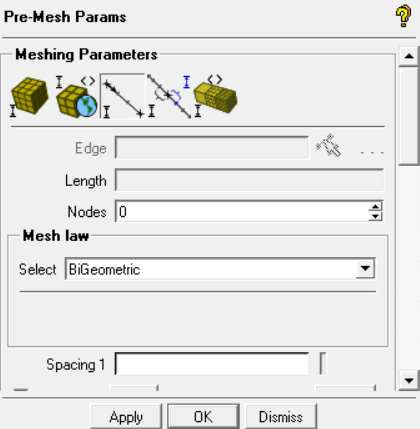 Pre-Mesh Params
Meshing Parameters
Edge
Length
Nodes 0
Mesh law
Select BiGeometric
Spacing 1
Apply OK Dismiss